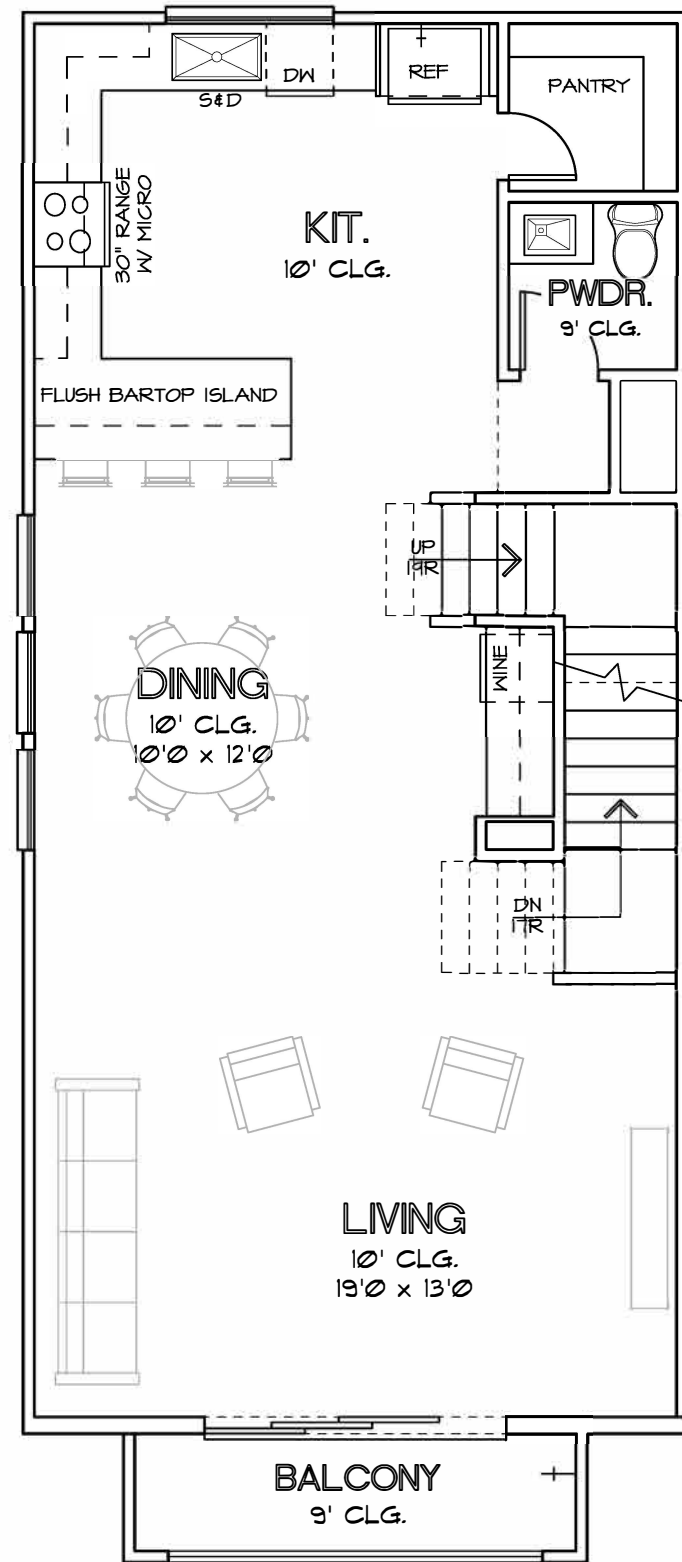 DW
REF
S&D
PANTRY
30" RANGE
W/ MICRO
KIT.
10' CLG.
PWDR.
9' CLG.
FLUSH BARTOP ISLAND
UP
19R
WINE
DINING
10' CLG.
10'0 x 12'0
DN
17R
LIVING
10' CLG.
19'0 x 13'0
BALCONY
9' CLG.